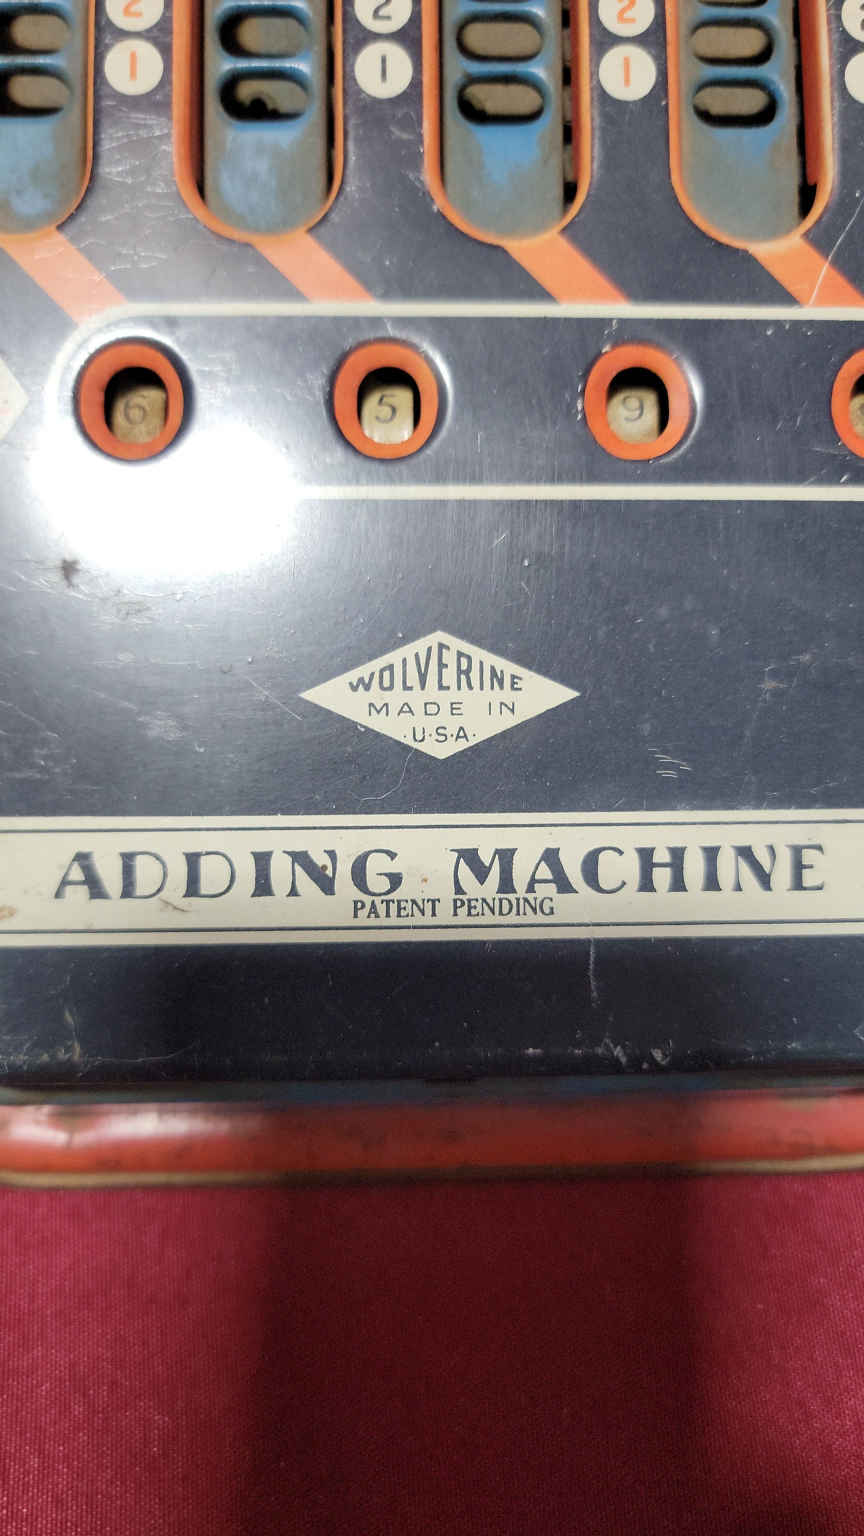 2 2 2
1 1 1
6 5 9
WOLVERINE
MADE IN
·U·S·A·
ADDING MACHINE
PATENT PENDING